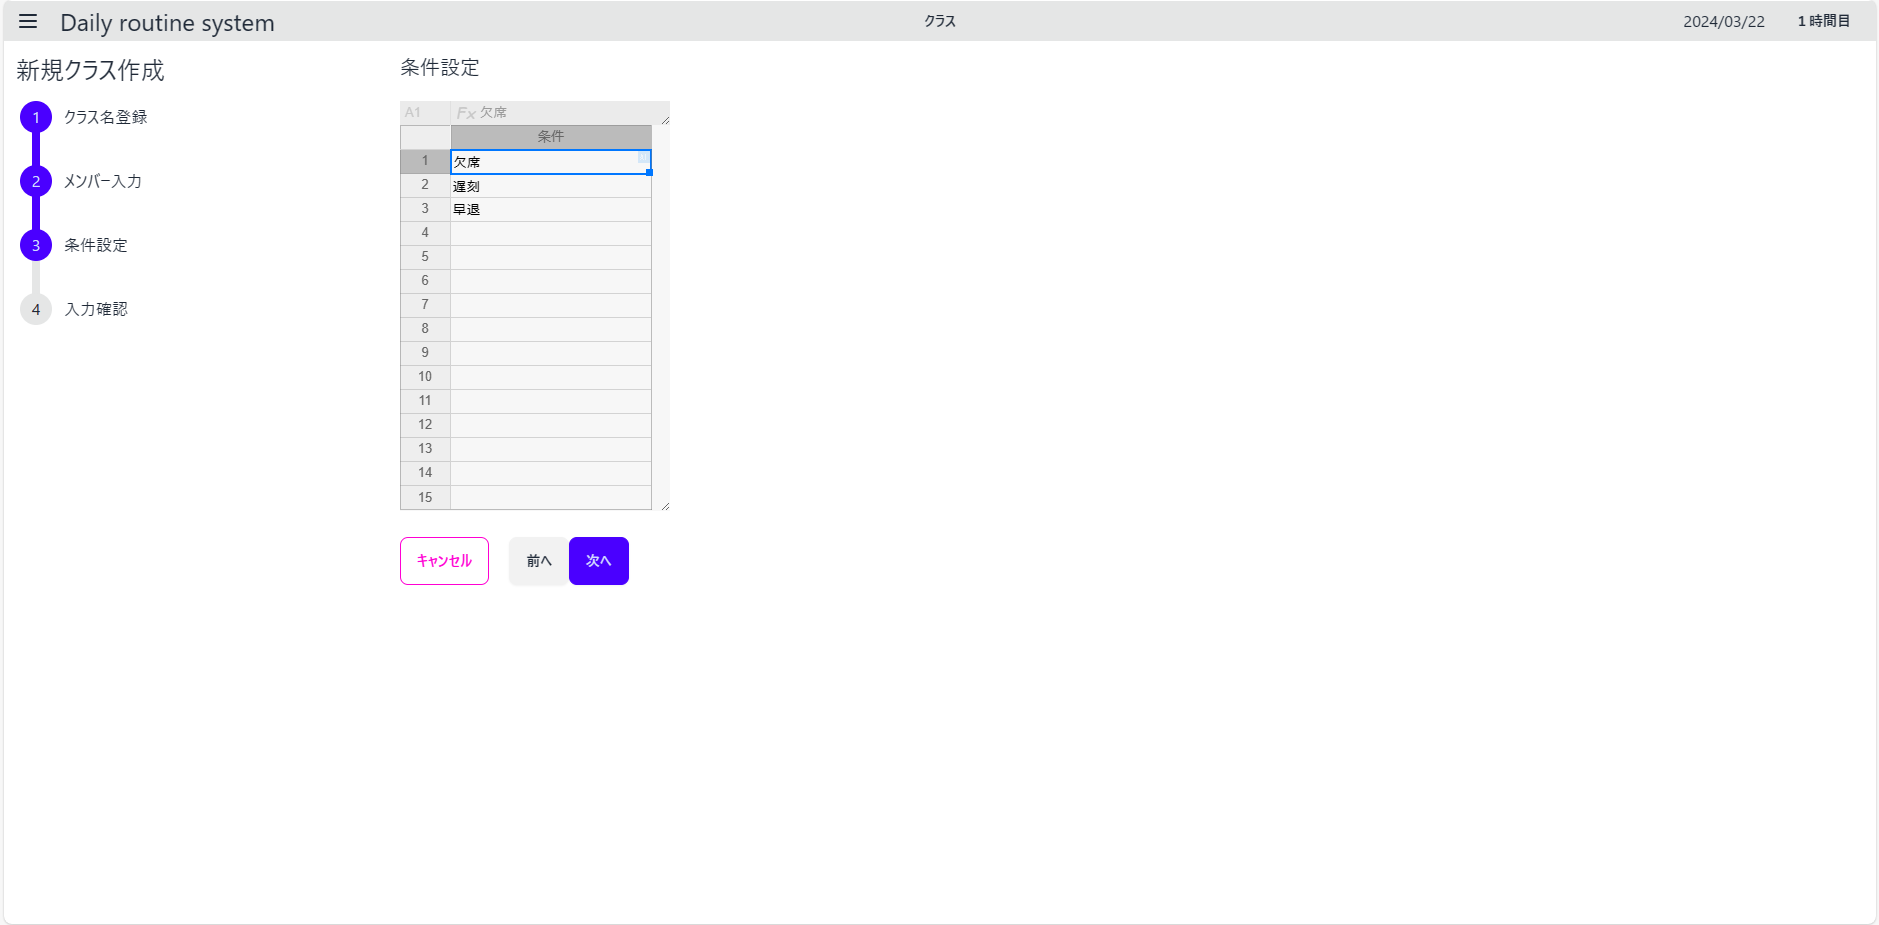 Daily routine system
クラス
2024/03/22
1 時間目
新規クラス作成
1 クラス名登録
2 メンバー入力
3 条件設定
4 入力確認
条件設定
A1 Fx 欠席
条件
1 欠席
2 遅刻
3 早退
4
5
6
7
8
9
10
11
12
13
14
15
キャンセル
前へ
次へ